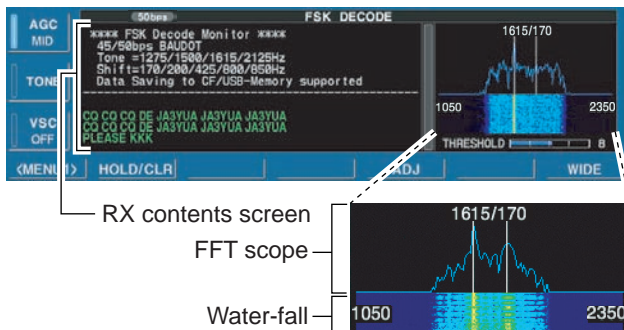 AGC
MID
TONE
VSC
OFF
50bps
FSK DECODE
**** FSK Decode Monitor ****
45/50bps BAUDOT
Tone =1275/1500/1615/2125Hz
Shift=170/200/425/800/850Hz
Data Saving to CF/USB-Memory supported
CQ CQ CQ DE JA3YUA JA3YUA JA3YUA
CQ CQ CQ DE JA3YUA JA3YUA JA3YUA
PLEASE KKK
1615/170
1050
2350
THRESHOLD
8
<MENU1>
HOLD/CLR
ADJ
WIDE
RX contents screen
FFT scope
Water-fall
1615/170
1050
2350